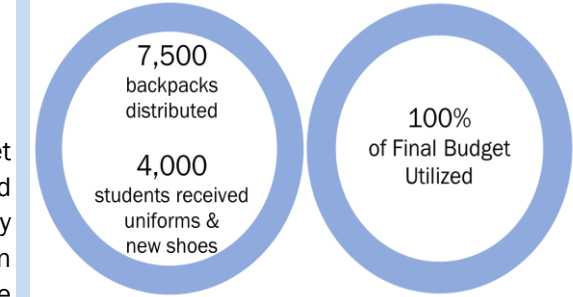 7,500
backpacks
distributed
4,000
students received
uniforms &
new shoes
100%
of Final Budget
Utilized